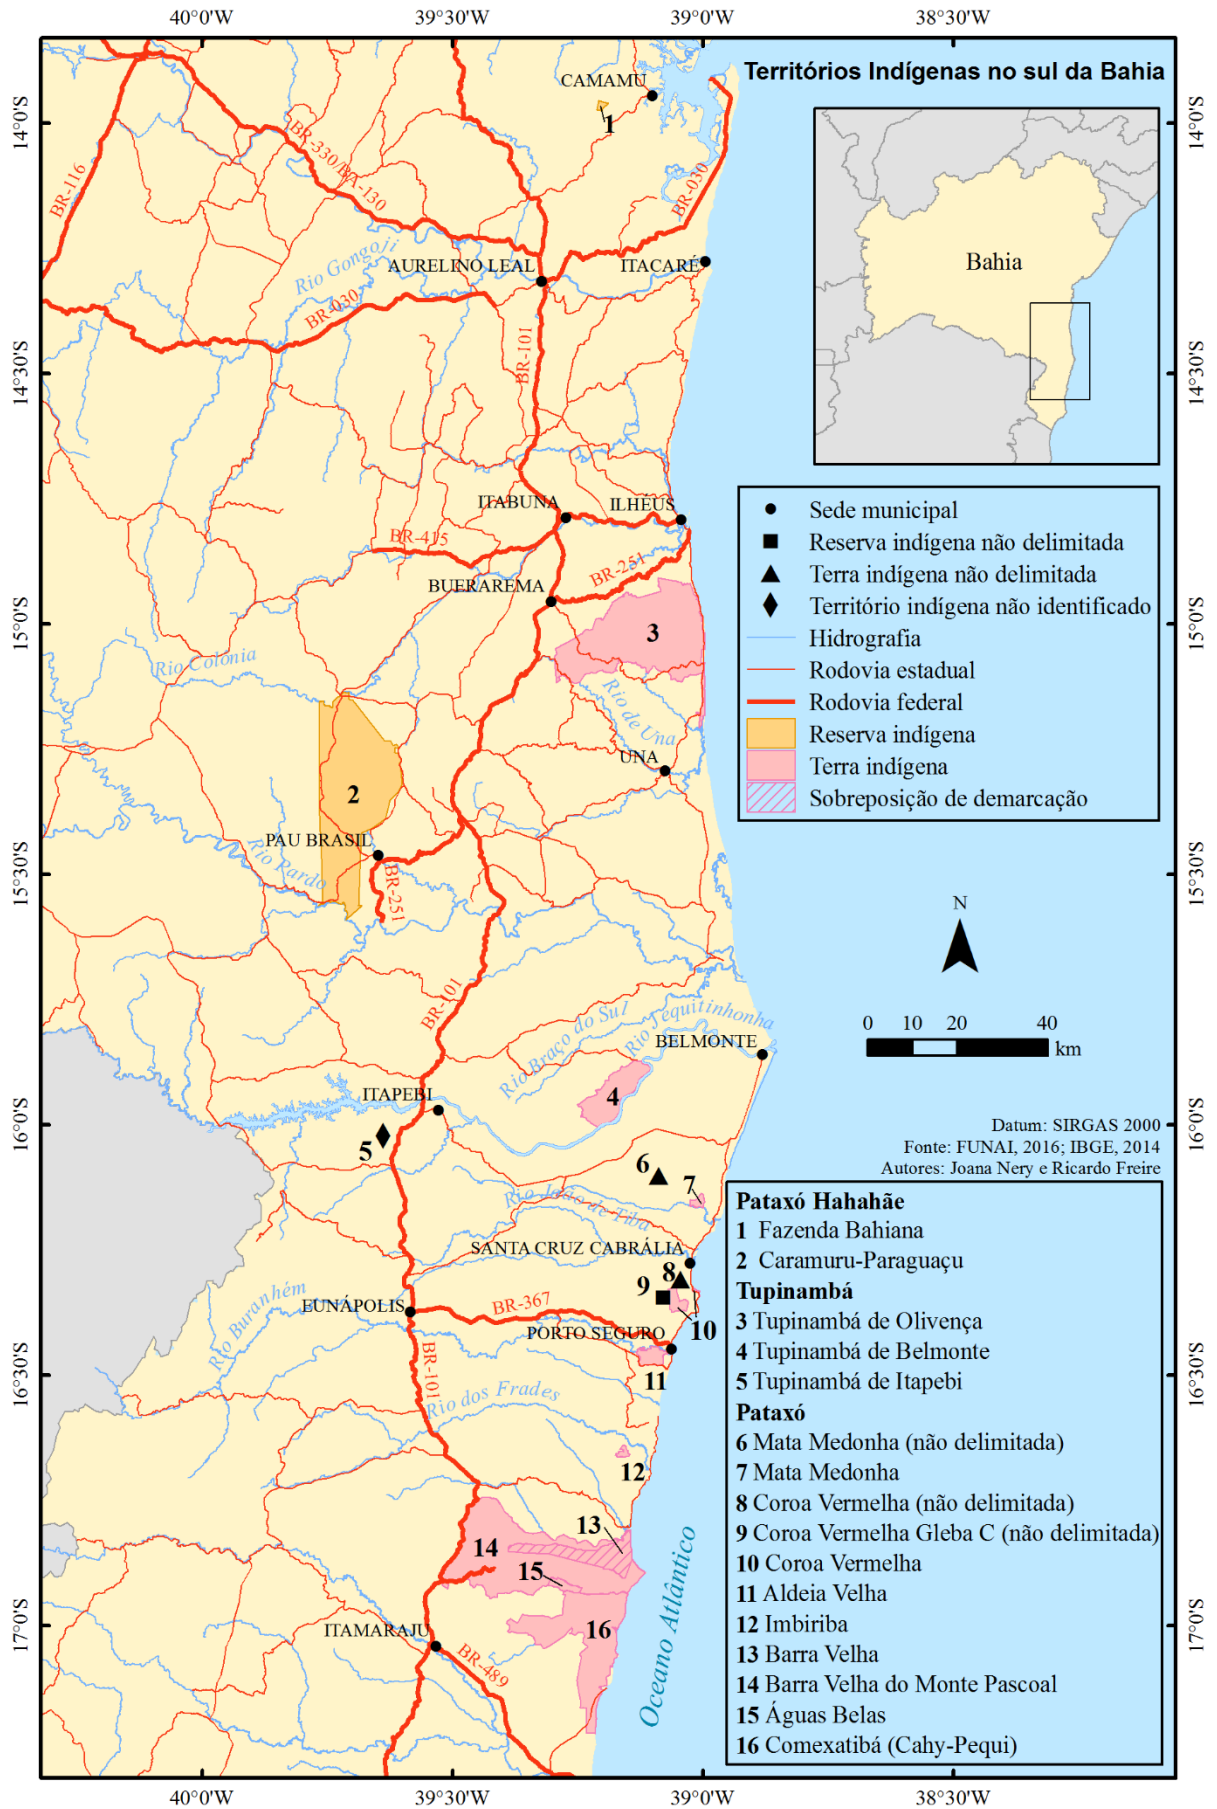 40°0'W 39°30'W 39°0'W 38°30'W
Territórios Indígenas no sul da Bahia
Bahia
CAMAMU
1
14°0'S
14°0'S
BR-116
BR-330/BA-130
BR-030
Rio Gongoji
AURELINO LEAL
ITACARÉ
BR-030
BR-101
14°30'S
14°30'S
ITABUNA
ILHÉUS
BR-415
BR-251
BUERAREMA
15°0'S
15°0'S
3
Rio Colônia
Rio de Una
UNA
2
PAU BRASIL
Rio Pardo
BR-251
15°30'S
15°30'S
BR-101
Rio Braço do Sul
Rio Jequitinhonha
BELMONTE
ITAPEBI
4
16°0'S
16°0'S
5
6
7
Rio João de Tiba
SANTA CRUZ CABRÁLIA
8
9
10
Rio Buranhém
EUNÁPOLIS
BR-367
PORTO SEGURO
11
BR-101
16°30'S
16°30'S
Rio dos Frades
12
13
14
15
16
17°0'S
17°0'S
ITAMARAJU
BR-489
Oceano Atlântico
Sede municipal
Reserva indígena não delimitada
Terra indígena não delimitada
Território indígena não identificado
Hidrografia
Rodovia estadual
Rodovia federal
Reserva indígena
Terra indígena
Sobreposição de demarcação
N
0 10 20 40
km
Datum: SIRGAS 2000
Fonte: FUNAI, 2016; IBGE, 2014
Autores: Joana Nery e Ricardo Freire
Pataxó Hahahãe
1 Fazenda Bahiana
2 Caramuru-Paraguaçu
Tupinambá
3 Tupinambá de Olivença
4 Tupinambá de Belmonte
5 Tupinambá de Itapebi
Pataxó
6 Mata Medonha (não delimitada)
7 Mata Medonha
8 Coroa Vermelha (não delimitada)
9 Coroa Vermelha Gleba C (não delimitada)
10 Coroa Vermelha
11 Aldeia Velha
12 Imbiriba
13 Barra Velha
14 Barra Velha do Monte Pascoal
15 Águas Belas
16 Comexatibá (Cahy-Pequi)
40°0'W 39°30'W 39°0'W 38°30'W